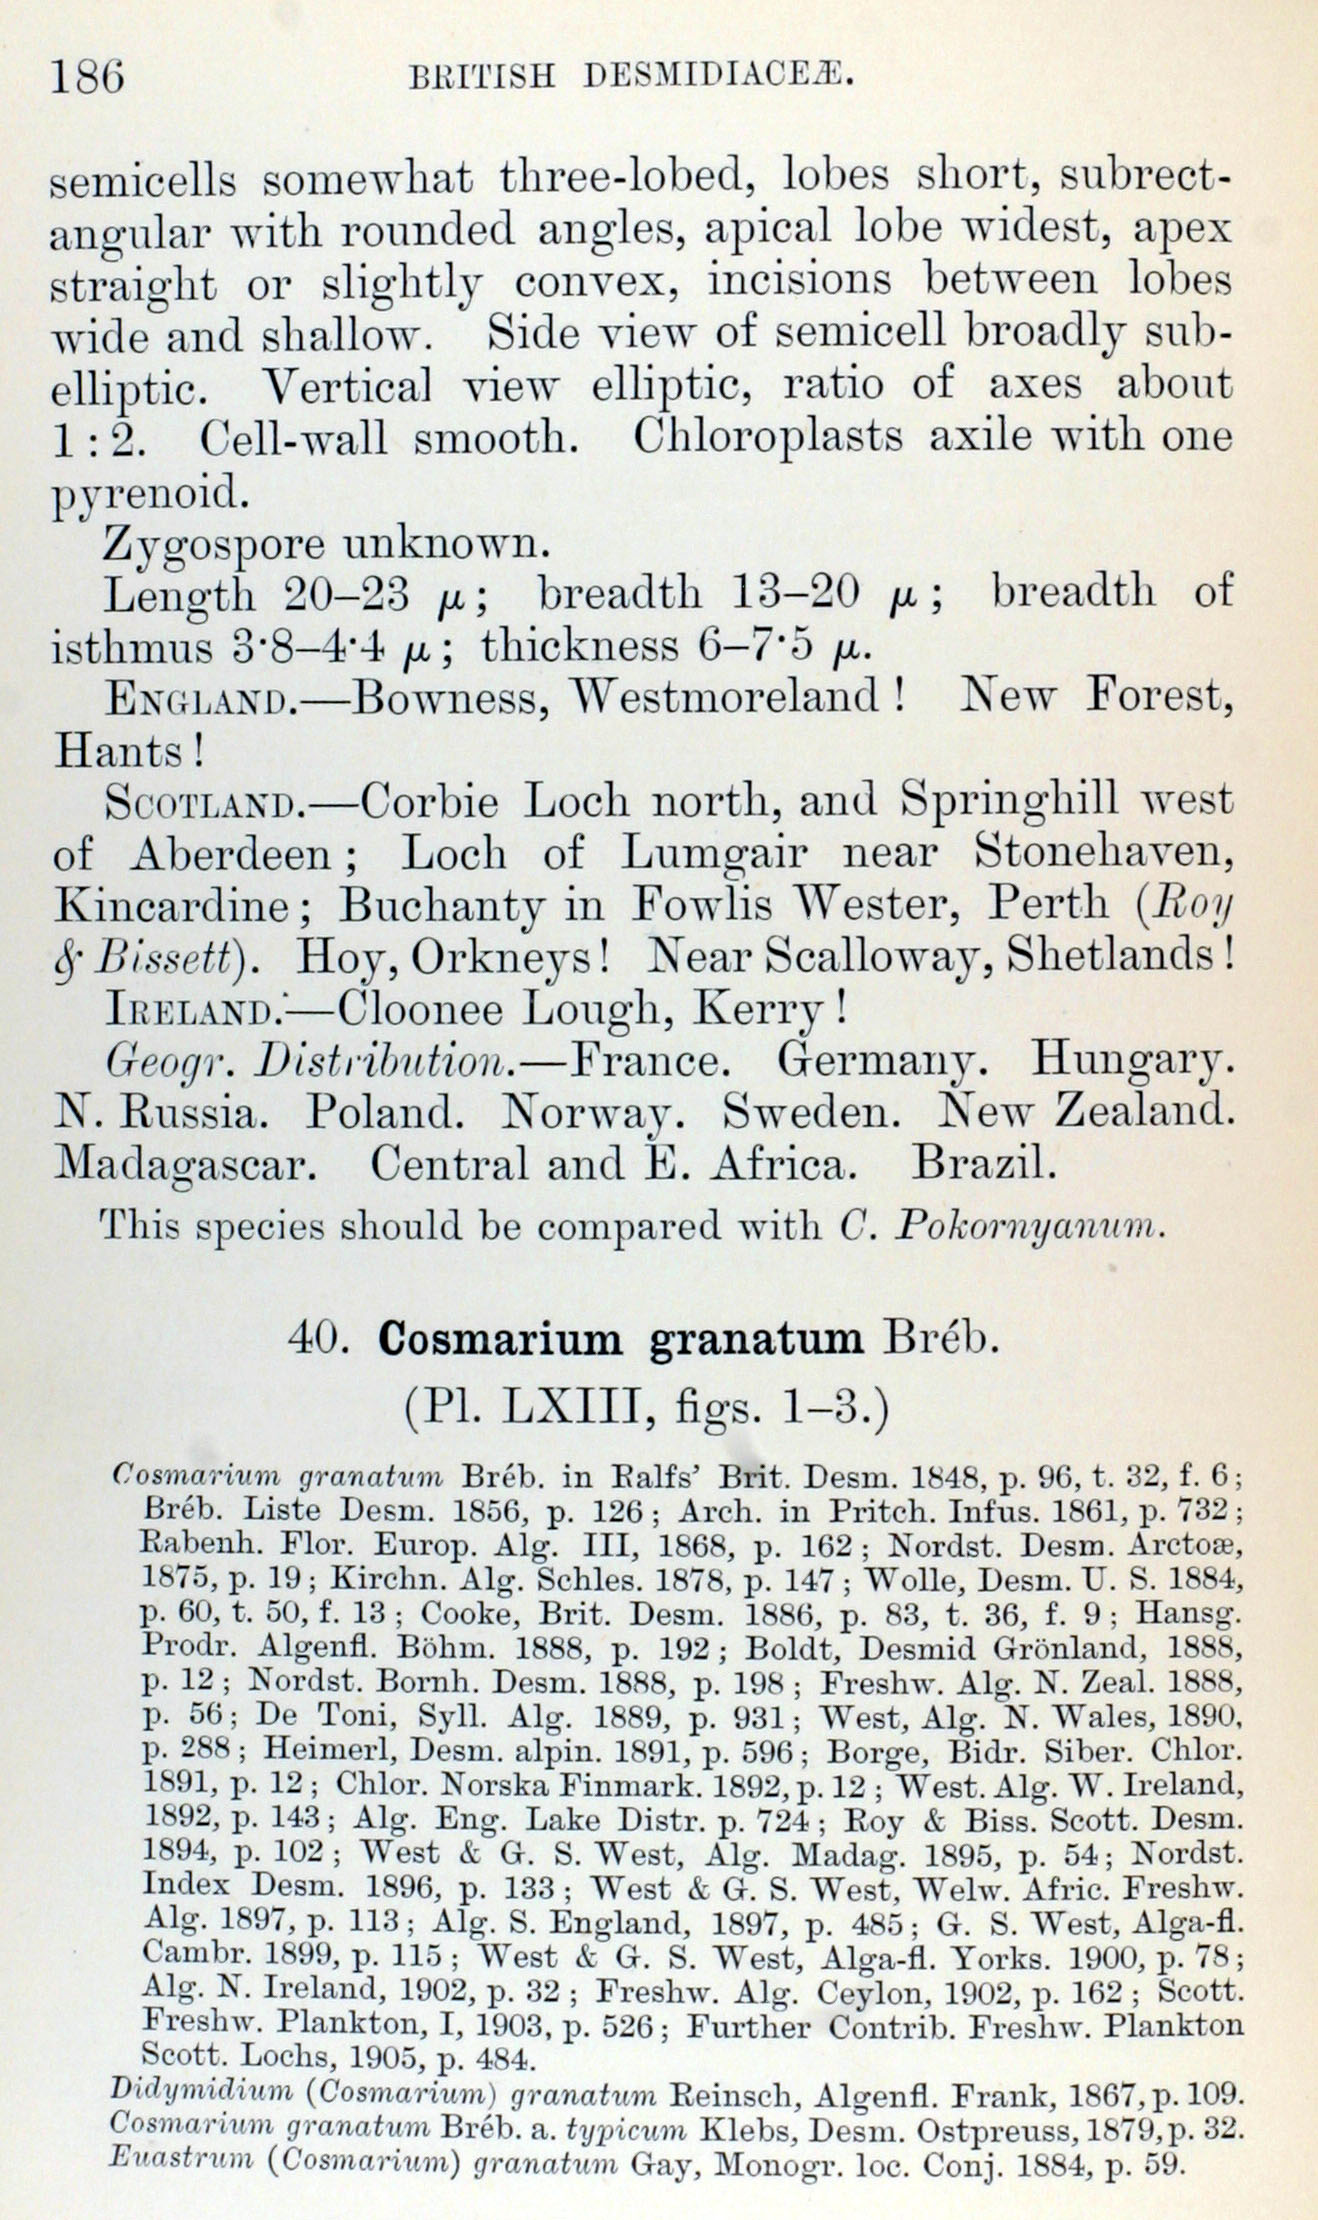 186
BRITISH DESMIDIACEÆ.
semicells somewhat three-lobed, lobes short, subrect-
angular with rounded angles, apical lobe widest, apex
straight or slightly convex, incisions between lobes
wide and shallow. Side view of semicell broadly sub-
elliptic. Vertical view elliptic, ratio of axes about
1 : 2. Cell-wall smooth. Chloroplasts axile with one
pyrenoid.
Zygospore unknown.
Length 20–23 μ; breadth 13–20 μ; breadth of
isthmus 3·8–4·4 μ; thickness 6–7·5 μ.
ENGLAND.—Bowness, Westmoreland! New Forest,
Hants!
SCOTLAND.—Corbie Loch north, and Springhill west
of Aberdeen; Loch of Lumgair near Stonehaven,
Kincardine; Buchanty in Fowlis Wester, Perth (Roy
& Bissett). Hoy, Orkneys! Near Scalloway, Shetlands!
IRELAND.—Cloonee Lough, Kerry!
Geogr. Distribution.—France. Germany. Hungary.
N. Russia. Poland. Norway. Sweden. New Zealand.
Madagascar. Central and E. Africa. Brazil.
This species should be compared with C. Pokornyanum.
40. Cosmarium granatum Bréb.
(Pl. LXIII, figs. 1–3.)
Cosmarium granatum Bréb. in Ralfs' Brit. Desm. 1848, p. 96, t. 32, f. 6;
Bréb. Liste Desm. 1856, p. 126; Arch. in Pritch. Infus. 1861, p. 732;
Rabenh. Flor. Europ. Alg. III, 1868, p. 162; Nordst. Desm. Arctoæ,
1875, p. 19; Kirchn. Alg. Schles. 1878, p. 147; Wolle, Desm. U. S. 1884,
p. 60, t. 50, f. 13; Cooke, Brit. Desm. 1886, p. 83, t. 36, f. 9; Hansg.
Prodr. Algenfl. Böhm. 1888, p. 192; Boldt, Desmid Grönland, 1888,
p. 12; Nordst. Bornh. Desm. 1888, p. 198; Freshw. Alg. N. Zeal. 1888,
p. 56; De Toni, Syll. Alg. 1889, p. 931; West, Alg. N. Wales, 1890,
p. 288; Heimerl, Desm. alpin. 1891, p. 596; Borge, Bidr. Siber. Chlor.
1891, p. 12; Chlor. Norska Finmark. 1892, p. 12; West. Alg. W. Ireland,
1892, p. 143; Alg. Eng. Lake Distr. p. 724; Roy & Biss. Scott. Desm.
1894, p. 102; West & G. S. West, Alg. Madag. 1895, p. 54; Nordst.
Index Desm. 1896, p. 133; West & G. S. West, Welw. Afric. Freshw.
Alg. 1897, p. 113; Alg. S. England, 1897, p. 485; G. S. West, Alga-fl.
Cambr. 1899, p. 115; West & G. S. West, Alga-fl. Yorks. 1900, p. 78;
Alg. N. Ireland, 1902, p. 32; Freshw. Alg. Ceylon, 1902, p. 162; Scott.
Freshw. Plankton, I, 1903, p. 526; Further Contrib. Freshw. Plankton
Scott. Lochs, 1905, p. 484.
Didymidium (Cosmarium) granatum Reinsch, Algenfl. Frank, 1867, p. 109.
Cosmarium granatum Bréb. a. typicum Klebs, Desm. Ostpreuss, 1879, p. 32.
Euastrum (Cosmarium) granatum Gay, Monogr. loc. Conj. 1884, p. 59.